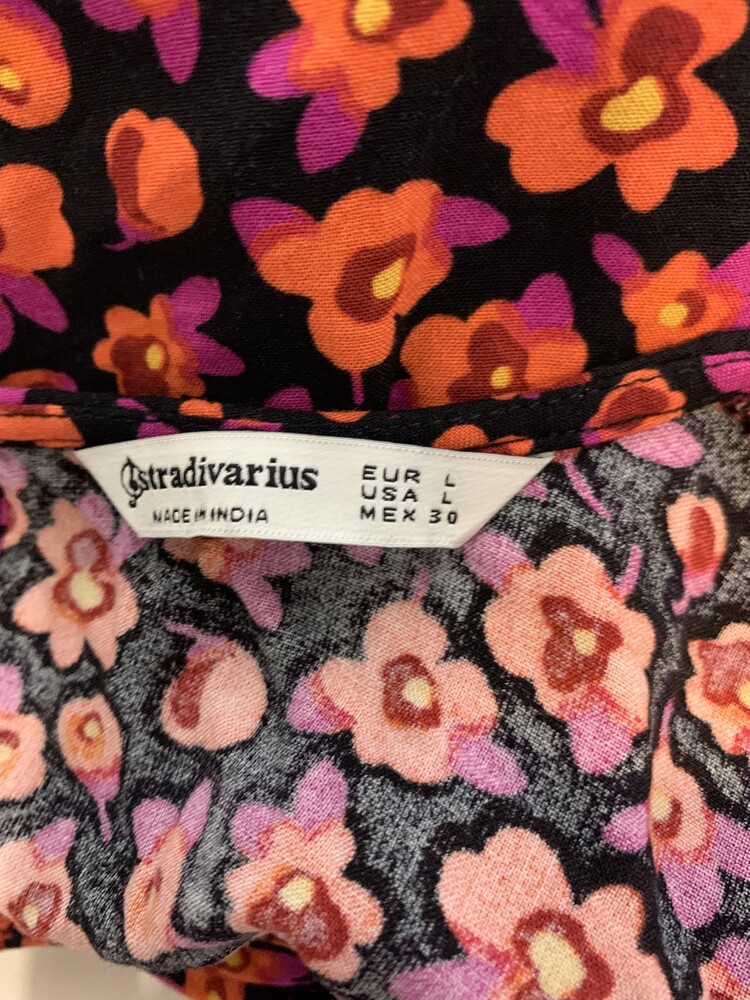 stradivarius
MADE IN INDIA
EUR L
USA L
MEX 30